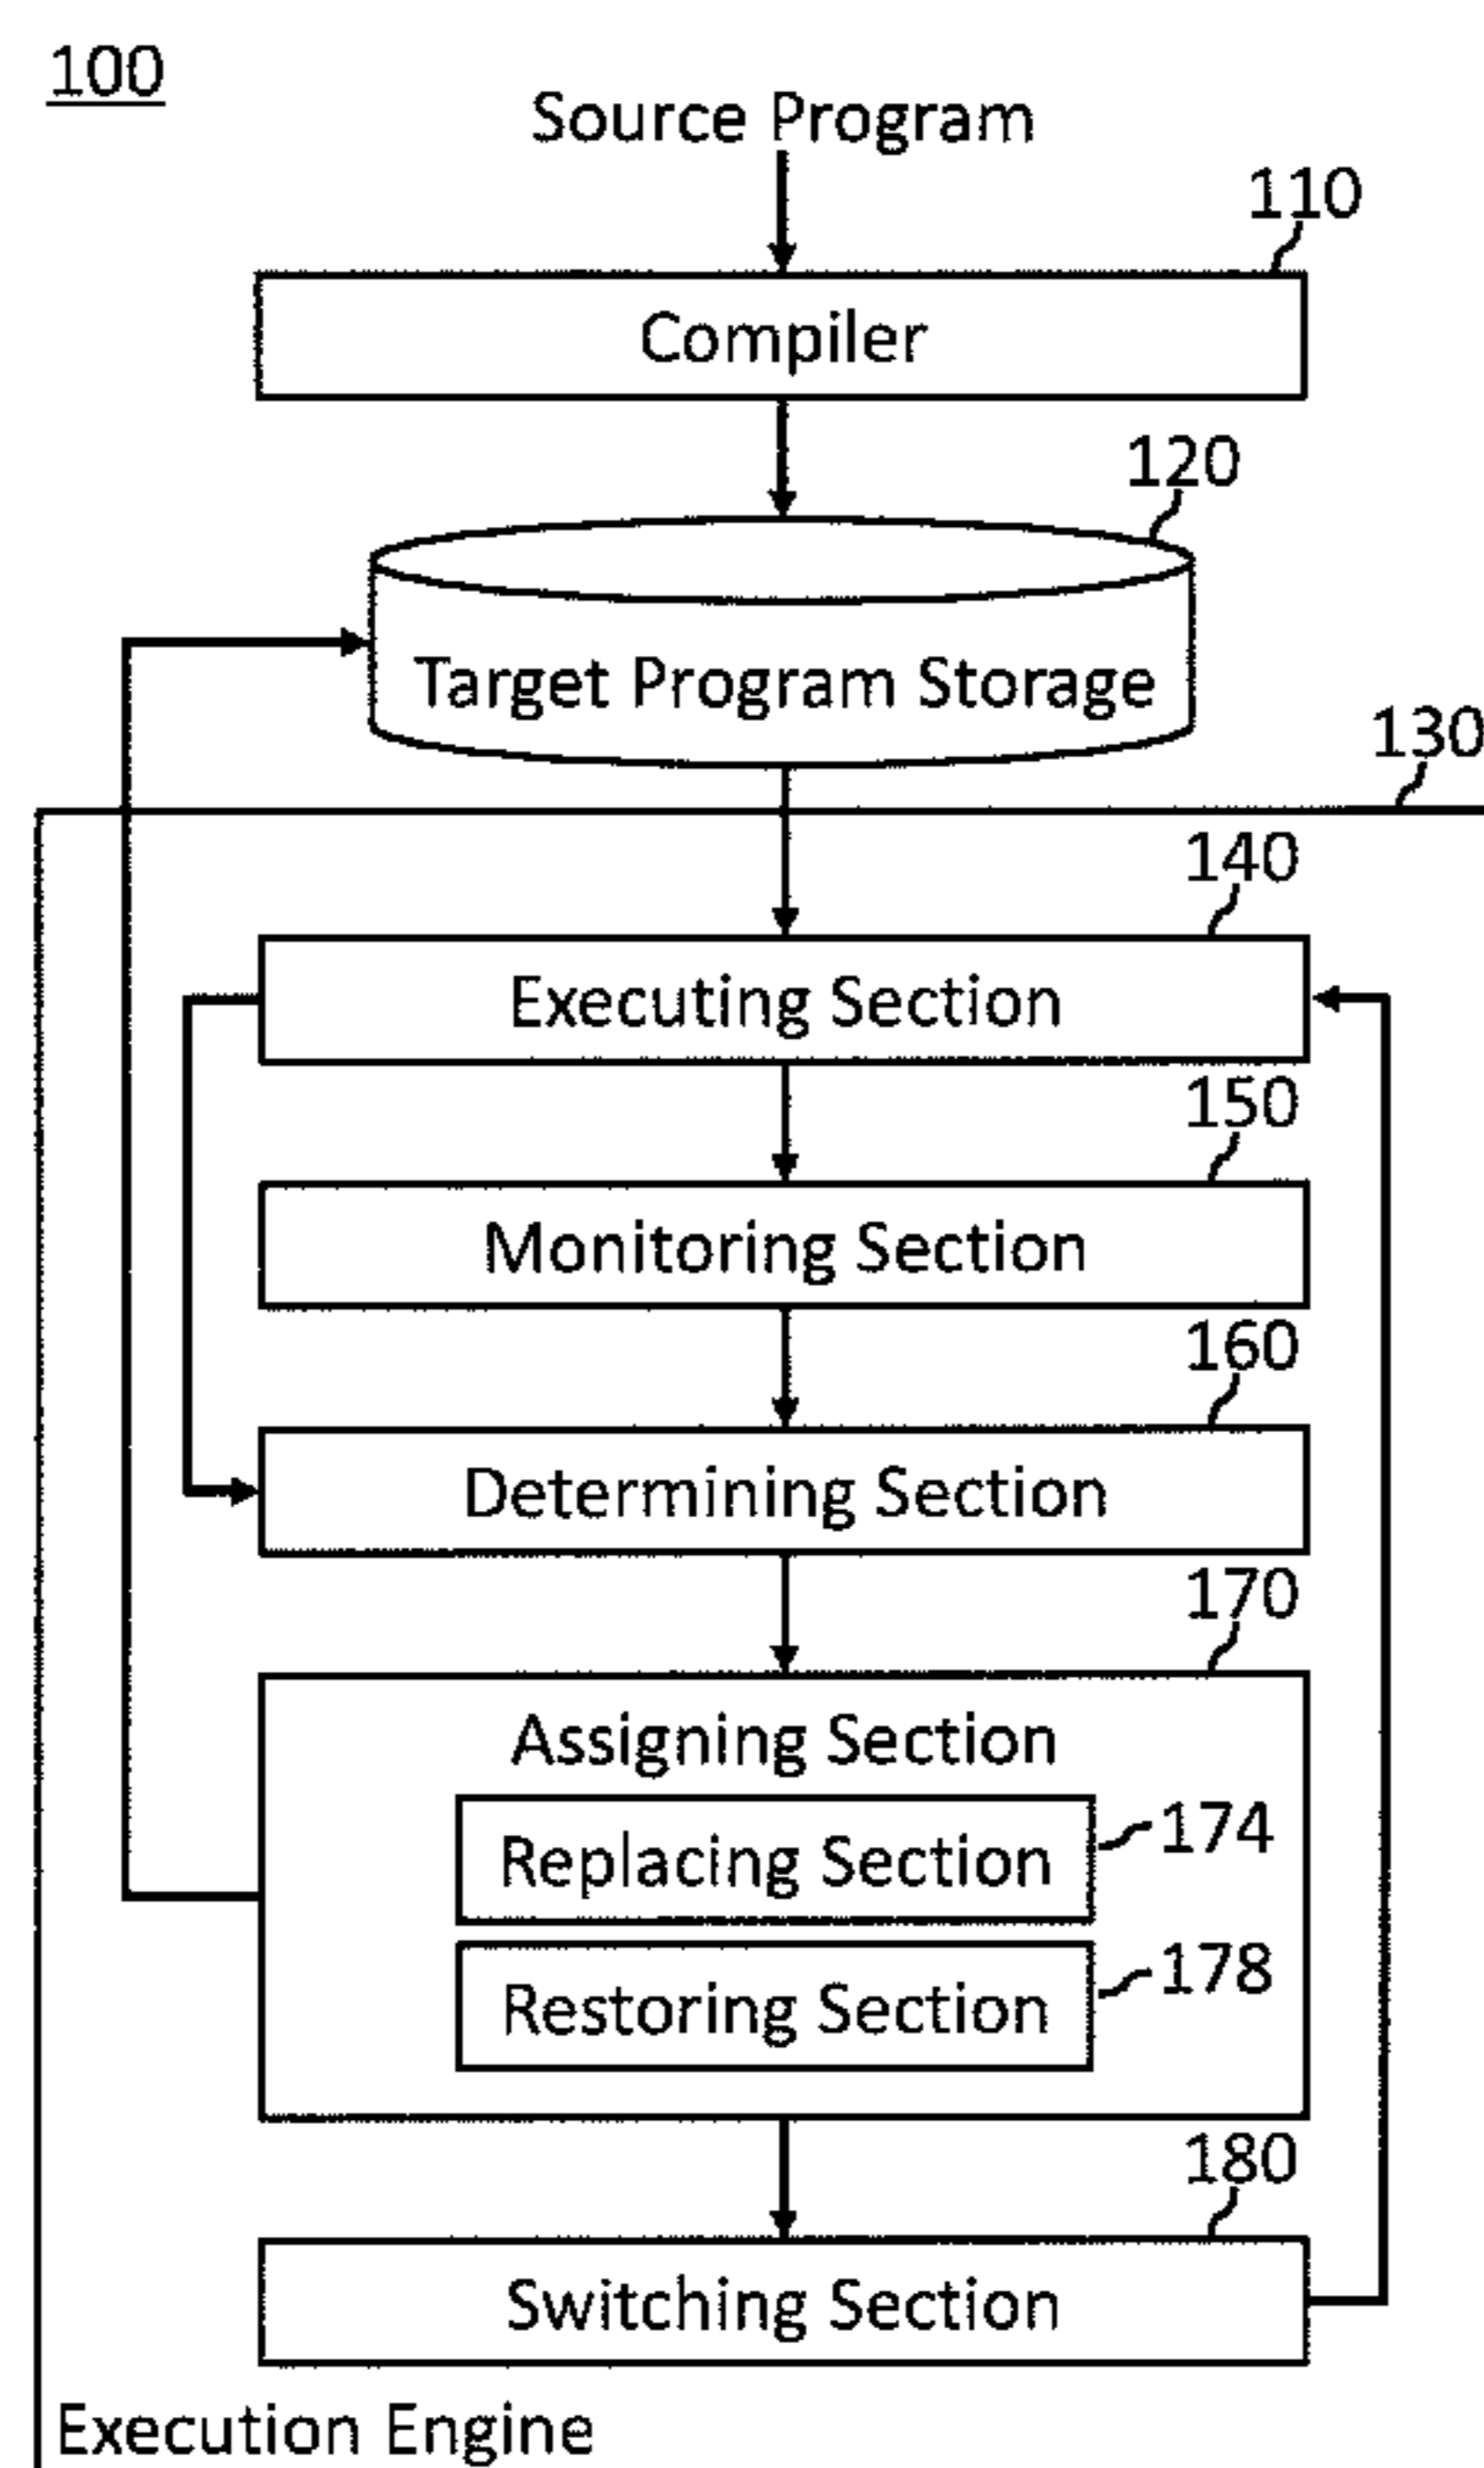 100
Source Program
110
Compiler
120
Target Program Storage
130
140
Executing Section
150
Monitoring Section
160
Determining Section
170
Assigning Section
Replacing Section
174
Restoring Section
178
180
Switching Section
Execution Engine